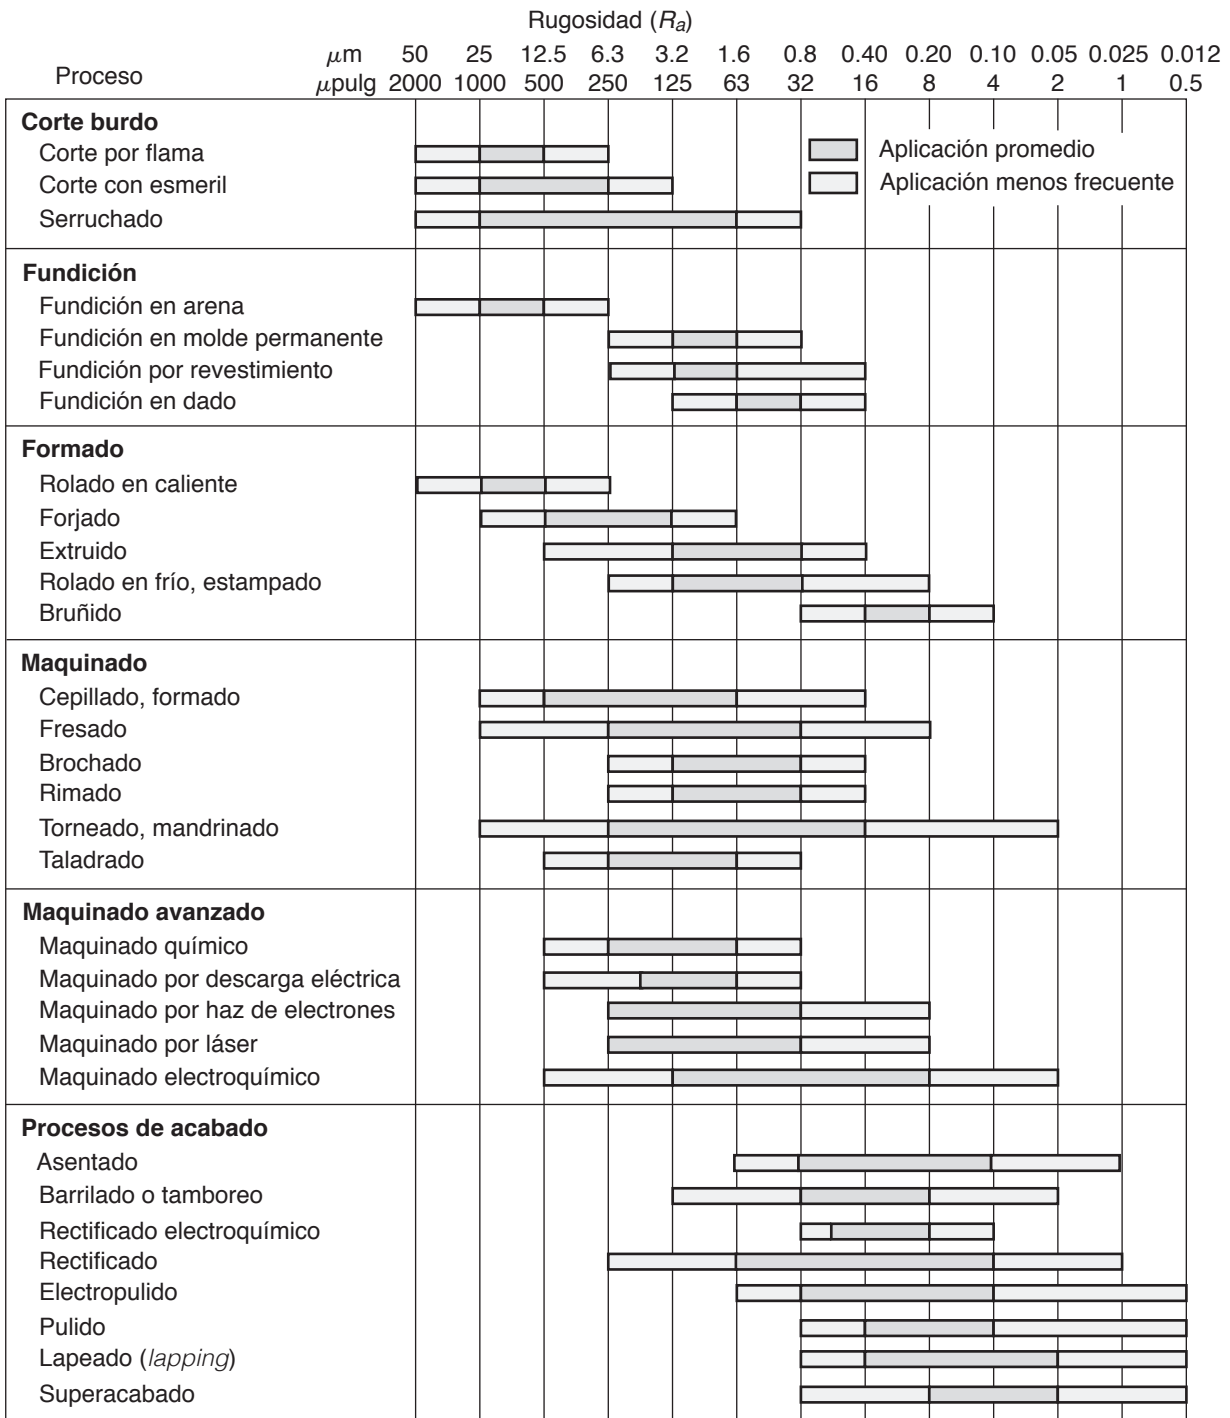 Rugosidad (Ra)
μm 50 25 12.5 6.3 3.2 1.6 0.8 0.40 0.20 0.10 0.05 0.025 0.012
Proceso
μpulg 2000 1000 500 250 125 63 32 16 8 4 2 1 0.5
Corte burdo
Corte por flama
Aplicación promedio
Corte con esmeril
Aplicación menos frecuente
Serruchado
Fundición
Fundición en arena
Fundición en molde permanente
Fundición por revestimiento
Fundición en dado
Formado
Rolado en caliente
Forjado
Extruido
Rolado en frío, estampado
Bruñido
Maquinado
Cepillado, formado
Fresado
Brochado
Rimado
Torneado, mandrinado
Taladrado
Maquinado avanzado
Maquinado químico
Maquinado por descarga eléctrica
Maquinado por haz de electrones
Maquinado por láser
Maquinado electroquímico
Procesos de acabado
Asentado
Barrilado o tamboreo
Rectificado electroquímico
Rectificado
Electropulido
Pulido
Lapeado (lapping)
Superacabado